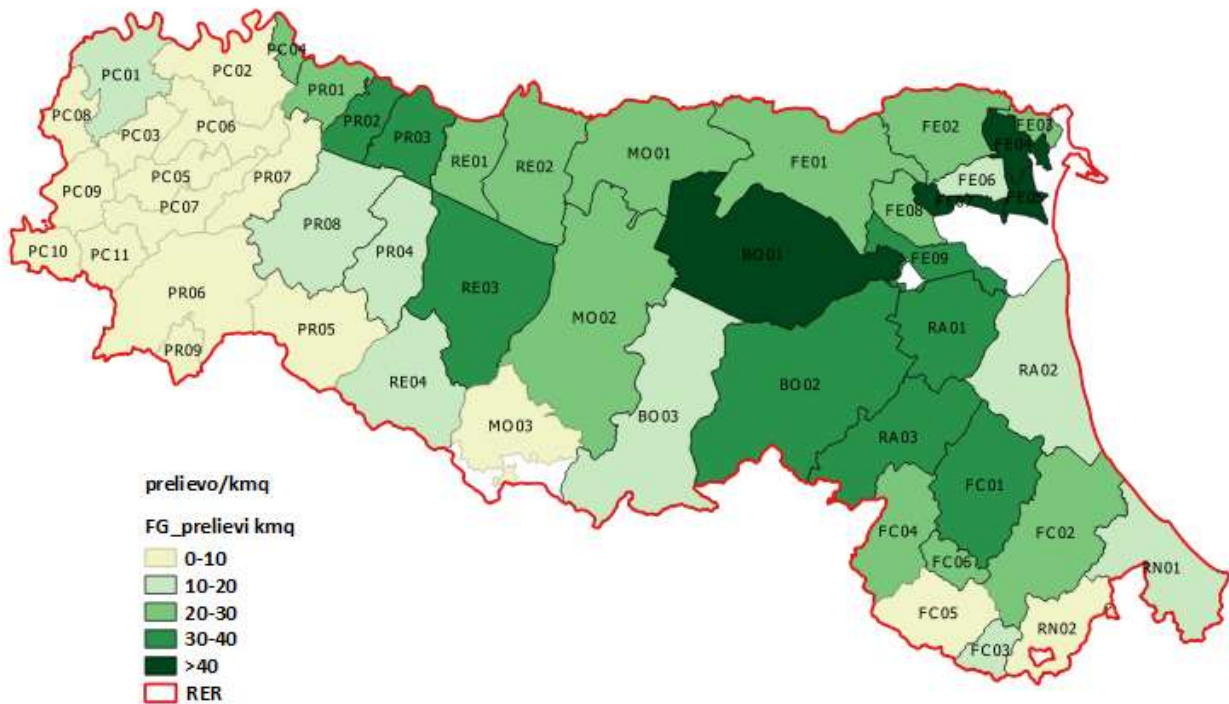 PC04
PC01
PC02
PR01
PC08
PC03
PC06
PR02
PR03
FE02
FE03
FE04
RE01
RE02
MO01
FE01
PC09
PC05
PR07
FE06
FE05
PC07
FE07
FE08
PC10
PC11
PR08
PR04
BO01
FE09
PR06
RE03
MO02
PR05
PR09
RA01
RE04
BO02
RA02
BO03
MO03
RA03
prelievo/kmq
FC01
FG_prelievi kmq
FC04
FC02
0-10
FC06
RN01
10-20
20-30
FC05
RN02
30-40
FC03
>40
RER